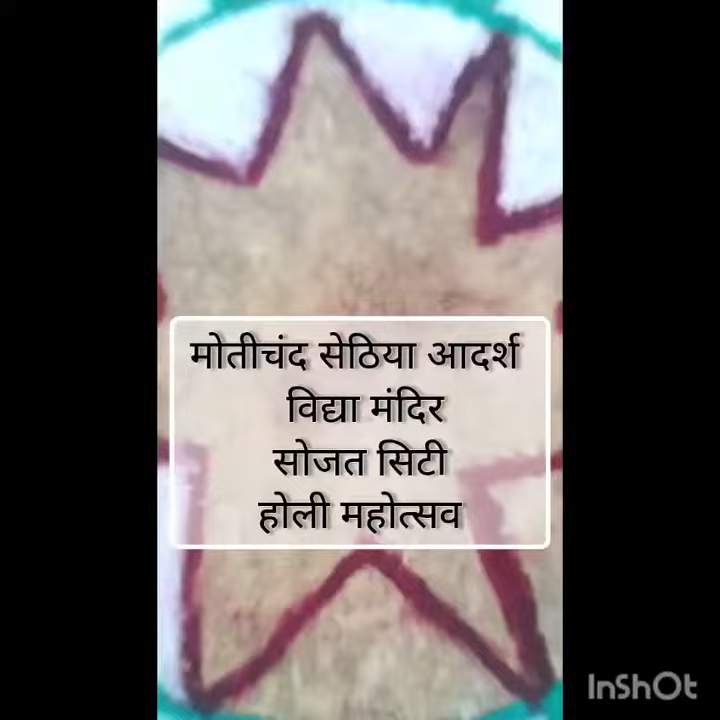 मोतीचंद सेठिया आदर्श
विद्या मंदिर
सोजत सिटी
होली महोत्सव
InShOt